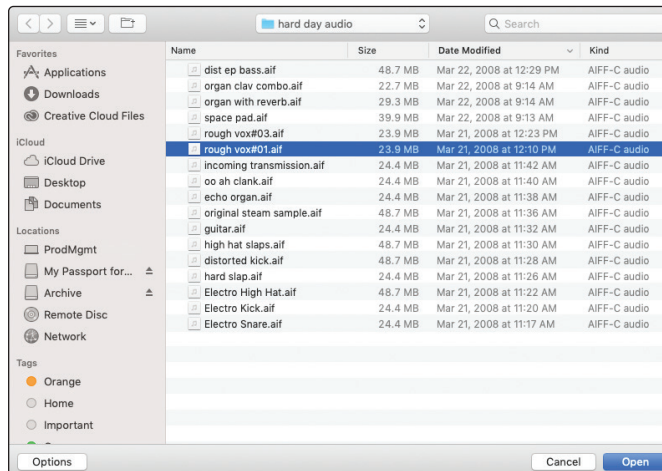 hard day audio
Search
Favorites
Applications
Downloads
Creative Cloud Files
iCloud
iCloud Drive
Desktop
Documents
Locations
ProdMgmt
My Passport for...
Archive
Remote Disc
Network
Tags
Orange
Home
Important
Name Size Date Modified Kind
dist ep bass.aif 48.7 MB Mar 22, 2008 at 12:29 PM AIFF-C audio
organ clav combo.aif 22.7 MB Mar 22, 2008 at 9:14 AM AIFF-C audio
organ with reverb.aif 29.3 MB Mar 22, 2008 at 9:14 AM AIFF-C audio
space pad.aif 39.9 MB Mar 22, 2008 at 9:13 AM AIFF-C audio
rough vox#03.aif 23.9 MB Mar 21, 2008 at 12:23 PM AIFF-C audio
rough vox#01.aif 23.9 MB Mar 21, 2008 at 12:10 PM AIFF-C audio
incoming transmission.aif 24.4 MB Mar 21, 2008 at 11:42 AM AIFF-C audio
oo ah clank.aif 24.4 MB Mar 21, 2008 at 11:40 AM AIFF-C audio
echo organ.aif 24.4 MB Mar 21, 2008 at 11:38 AM AIFF-C audio
original steam sample.aif 48.7 MB Mar 21, 2008 at 11:36 AM AIFF-C audio
guitar.aif 24.4 MB Mar 21, 2008 at 11:32 AM AIFF-C audio
high hat slaps.aif 48.7 MB Mar 21, 2008 at 11:30 AM AIFF-C audio
distorted kick.aif 48.7 MB Mar 21, 2008 at 11:28 AM AIFF-C audio
hard slap.aif 24.4 MB Mar 21, 2008 at 11:26 AM AIFF-C audio
Electro High Hat.aif 48.7 MB Mar 21, 2008 at 11:22 AM AIFF-C audio
Electro Kick.aif 24.4 MB Mar 21, 2008 at 11:20 AM AIFF-C audio
Electro Snare.aif 24.4 MB Mar 21, 2008 at 11:17 AM AIFF-C audio
Options
Cancel
Open